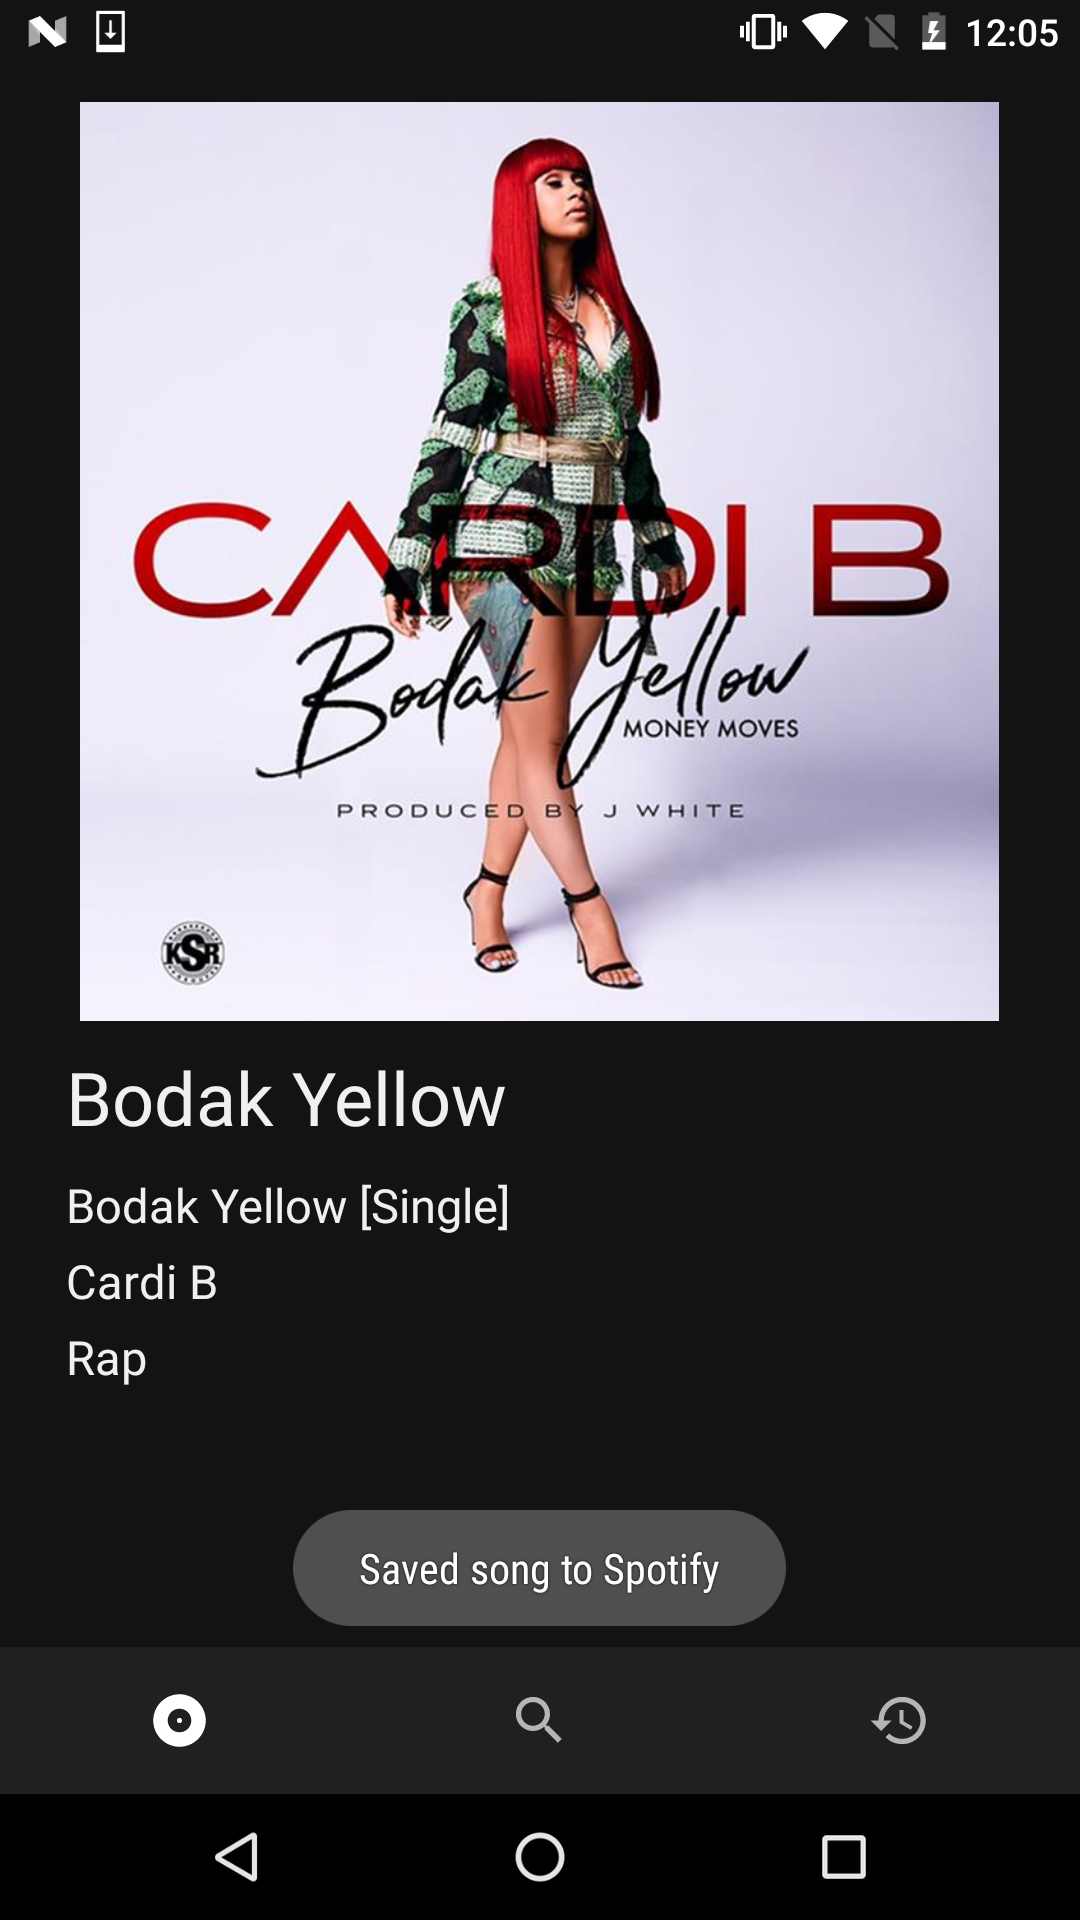 12:05
CARDI B
Bodak Yellow
MONEY MOVES
PRODUCED BY J WHITE
KSR
Bodak Yellow
Bodak Yellow [Single]
Cardi B
Rap
Saved song to Spotify